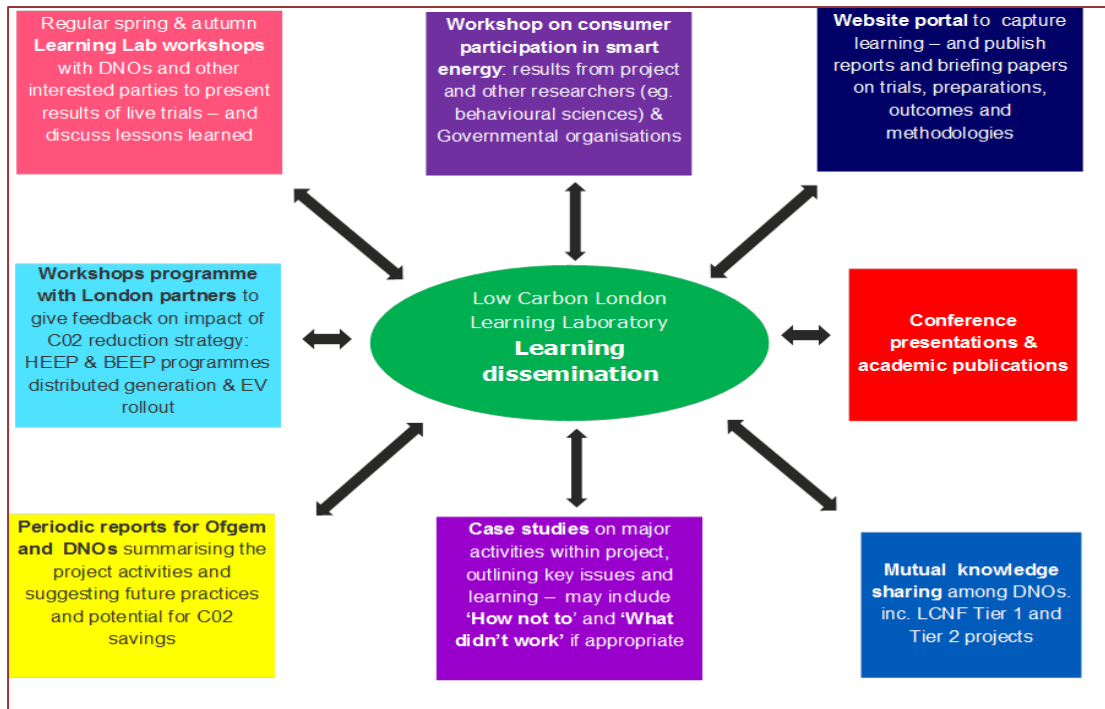 Regular spring & autumn
Learning Lab workshops
with DNOs and other
interested parties to present
results of live trials – and
discuss lessons learned
Workshop on consumer
participation in smart
energy: results from project
and other researchers (eg.
behavioural sciences) &
Governmental organisations
Website portal to capture
learning – and publish
reports and briefing papers
on trials, preparations,
outcomes and
methodologies
Workshops programme
with London partners to
give feedback on impact of
C02 reduction strategy:
HEEP & BEEP programmes
distributed generation & EV
rollout
Low Carbon London
Learning Laboratory
Learning
dissemination
Conference
presentations &
academic publications
Periodic reports for Ofgem
and DNOs summarising the
project activities and
suggesting future practices
and potential for C02
savings
Case studies on major
activities within project,
outlining key issues and
learning – may include
‘How not to’ and ‘What
didn’t work’ if appropriate
Mutual knowledge
sharing among DNOs.
inc. LCNF Tier 1 and
Tier 2 projects